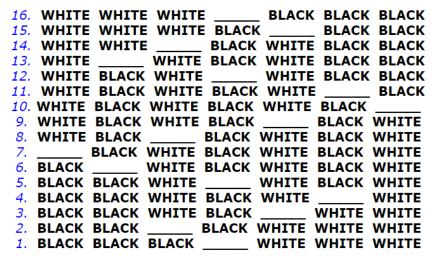 16. WHITE WHITE WHITE ______ BLACK BLACK BLACK
15. WHITE WHITE WHITE BLACK ______ BLACK BLACK
14. WHITE WHITE ______ BLACK WHITE BLACK BLACK
13. WHITE ______ WHITE BLACK WHITE BLACK BLACK
12. WHITE BLACK WHITE ______ WHITE BLACK BLACK
11. WHITE BLACK WHITE BLACK WHITE ______ BLACK
10. WHITE BLACK WHITE BLACK WHITE BLACK ______
9. WHITE BLACK WHITE BLACK ______ BLACK WHITE
8. WHITE BLACK ______ BLACK WHITE BLACK WHITE
7. ______ BLACK WHITE BLACK WHITE BLACK WHITE
6. BLACK ______ WHITE BLACK WHITE BLACK WHITE
5. BLACK BLACK WHITE ______ WHITE BLACK WHITE
4. BLACK BLACK WHITE BLACK WHITE ______ WHITE
3. BLACK BLACK WHITE BLACK ______ WHITE WHITE
2. BLACK BLACK ______ BLACK WHITE WHITE WHITE
1. BLACK BLACK BLACK ______ WHITE WHITE WHITE